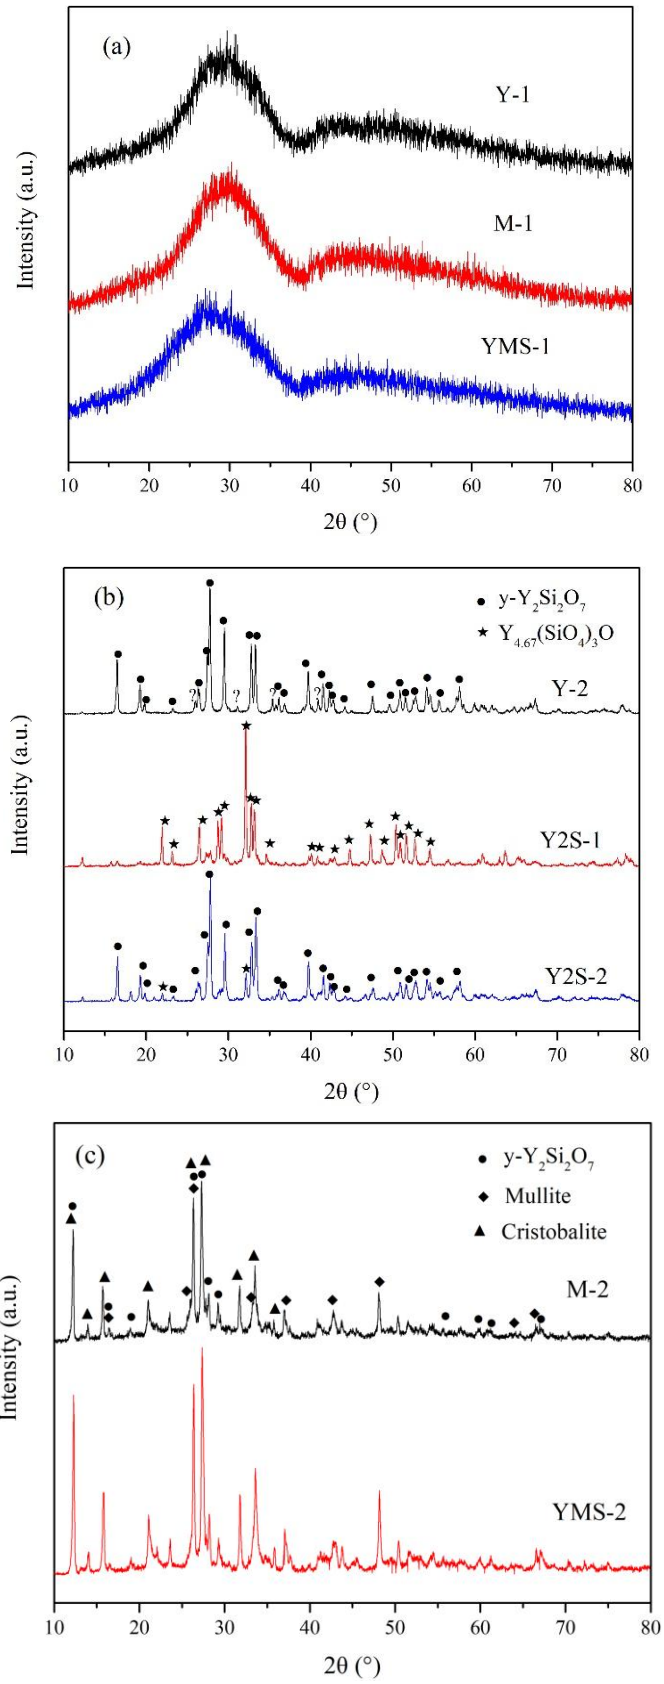 (a)
Y-1
M-1
YMS-1
Intensity (a.u.)
10 20 30 40 50 60 70 80
2θ (°)
(b)
y-Y₂Si₂O₇
Y₄.₆₇(SiO₄)₃O
Y-2
? ? ? ?
Y2S-1
Y2S-2
Intensity (a.u.)
10 20 30 40 50 60 70 80
2θ (°)
(c)
y-Y₂Si₂O₇
Mullite
Cristobalite
M-2
YMS-2
Intensity (a.u.)
10 20 30 40 50 60 70 80
2θ (°)